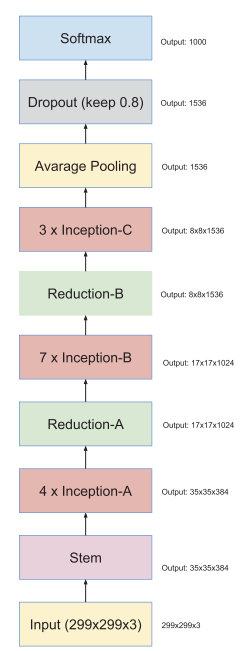 Softmax
Output: 1000
Dropout (keep 0.8)
Output: 1536
Avarage Pooling
Output: 1536
3 x Inception-C
Output: 8x8x1536
Reduction-B
Output: 8x8x1536
7 x Inception-B
Output: 17x17x1024
Reduction-A
Output: 17x17x1024
4 x Inception-A
Output: 35x35x384
Stem
Output: 35x35x384
Input (299x299x3)
299x299x3